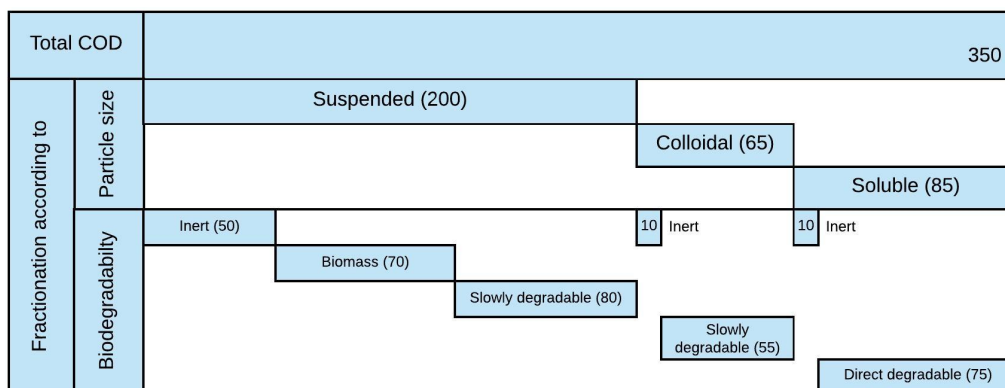 Total COD
350
Fractionation according to
Particle size
Suspended (200)
Colloidal (65)
Soluble (85)
Biodegradabilty
Inert (50)
10
Inert
10
Inert
Biomass (70)
Slowly degradable (80)
Slowly
degradable (55)
Direct degradable (75)